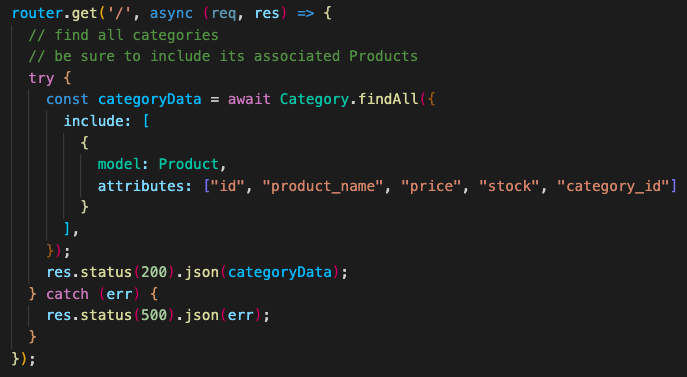 router.get('/', async (req, res) => {
  // find all categories
  // be sure to include its associated Products
  try {
    const categoryData = await Category.findAll({
      include: [
        {
          model: Product,
          attributes: ["id", "product_name", "price", "stock", "category_id"]
        }
      ],
    });
    res.status(200).json(categoryData);
  } catch (err) {
    res.status(500).json(err);
  }
});